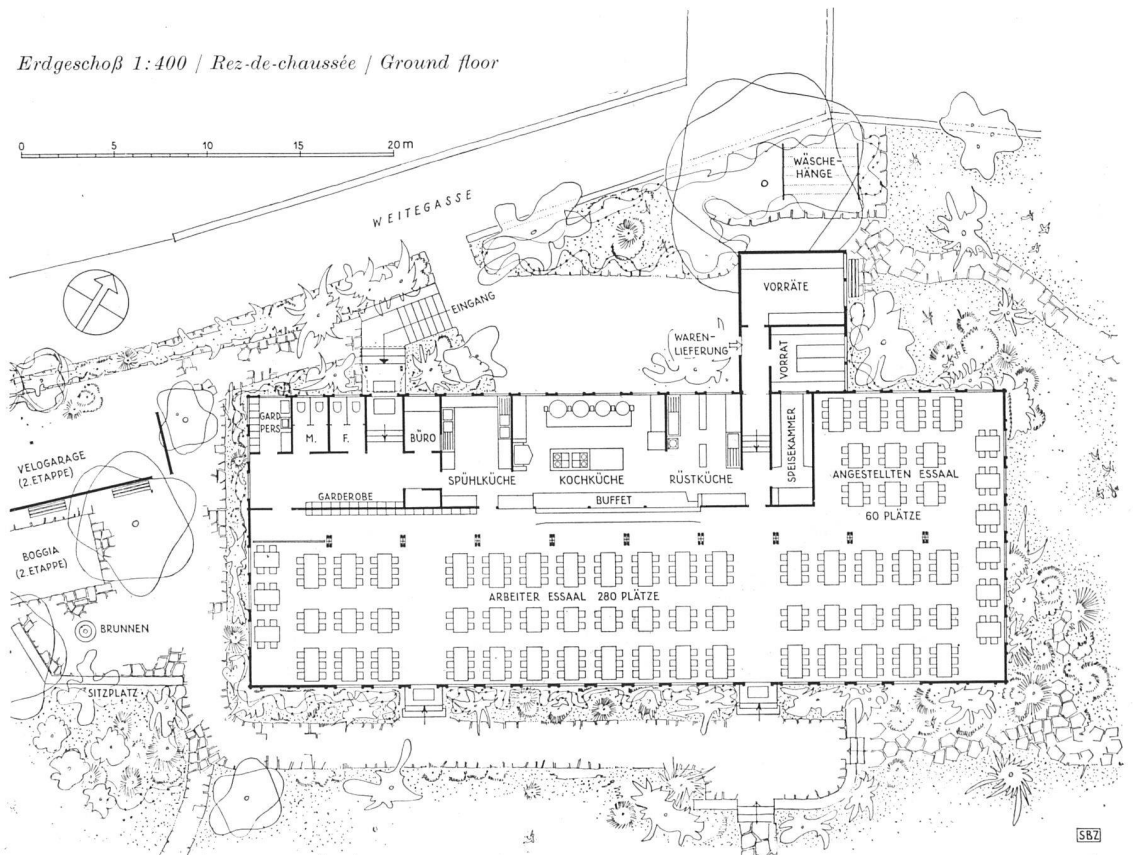 Erdgeschoß 1:400 / Rez-de-chaussée / Ground floor
0 5 10 15 20 m
WEITEGASSE
WÄSCHE-
HÄNGE
EINGANG
VORRÄTE
WAREN-
LIEFERUNG
VORRAT
GARD
PERS
M.
F.
BÜRO
SPÜHLKÜCHE
KOCHKÜCHE
RÜSTKÜCHE
SPEISEKAMMER
ANGESTELLTEN ESSAAL
60 PLÄTZE
GARDEROBE
BUFFET
VELOGARAGE
(2.ETAPPE)
BOGGIA
(2.ETAPPE)
ARBEITER ESSAAL 280 PLÄTZE
BRUNNEN
SITZPLATZ
SBZ